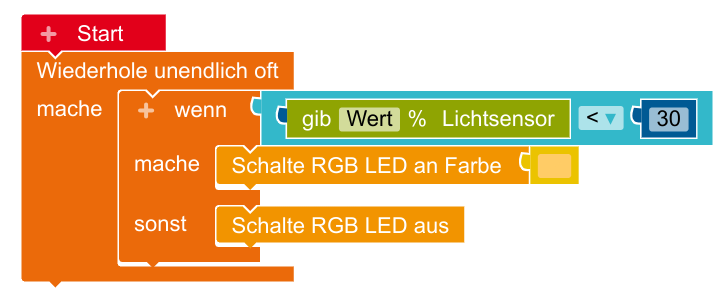 + Start
Wiederhole unendlich oft
mache + wenn gib Wert % Lichtsensor < ▾ 30
mache Schalte RGB LED an Farbe
sonst Schalte RGB LED aus